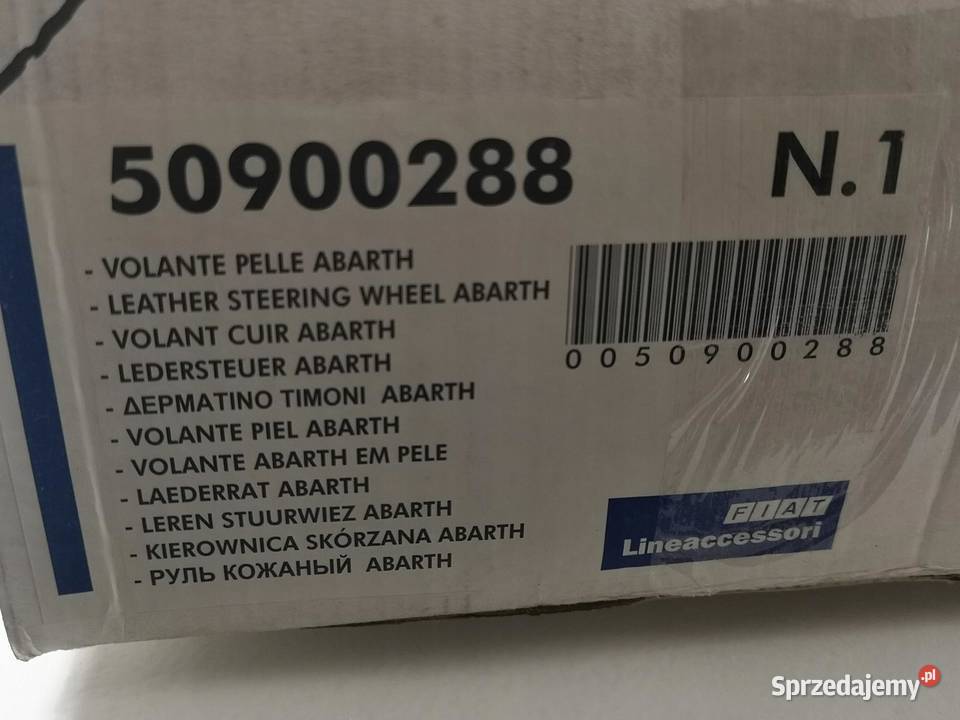 50900288
N.1
- VOLANTE PELLE ABARTH
- LEATHER STEERING WHEEL ABARTH
- VOLANT CUIR ABARTH
- LEDERSTEUER ABARTH
- ΔΕΡΜΑΤΙΝΟ ΤΙΜΟΝΙ ABARTH
- VOLANTE PIEL ABARTH
- VOLANTE ABARTH EM PELE
- LAEDERRAT ABARTH
- LEREN STUURWIEZ ABARTH
- KIEROWNICA SKÓRZANA ABARTH
- РУЛЬ КОЖАНЫЙ ABARTH
0050900288
FIAT
Lineaccessori
Sprzedajemy.pl